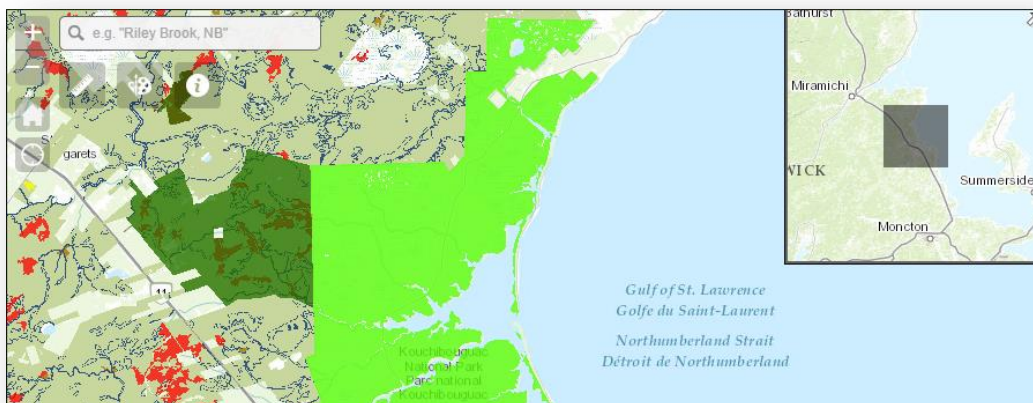 e.g. "Riley Brook, NB"
garets
11
Kouchibouguac
National Park
Parc national
Kouchibouguac
Gulf of St. Lawrence
Golfe du Saint-Laurent
Northumberland Strait
Détroit de Northumberland
Bathurst
Miramichi
WICK
Summerside
Moncton